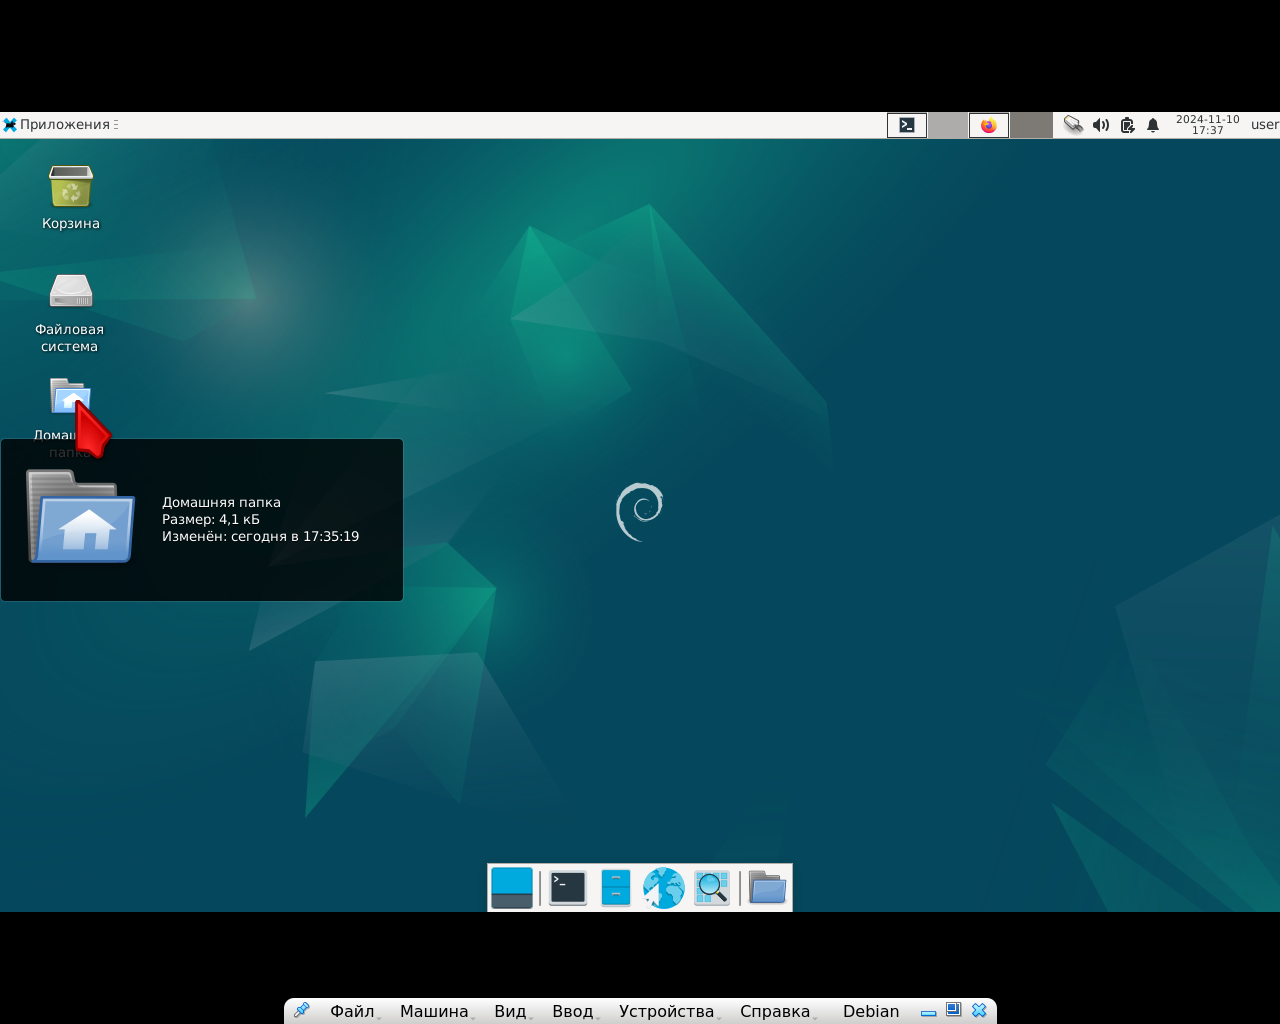 Приложения
2024-11-10
17:37
user
Корзина
Файловая
система
папка
Домашняя папка
Размер: 4,1 кБ
Изменён: сегодня в 17:35:19
Файл
Машина
Вид
Ввод
Устройства
Справка
Debian